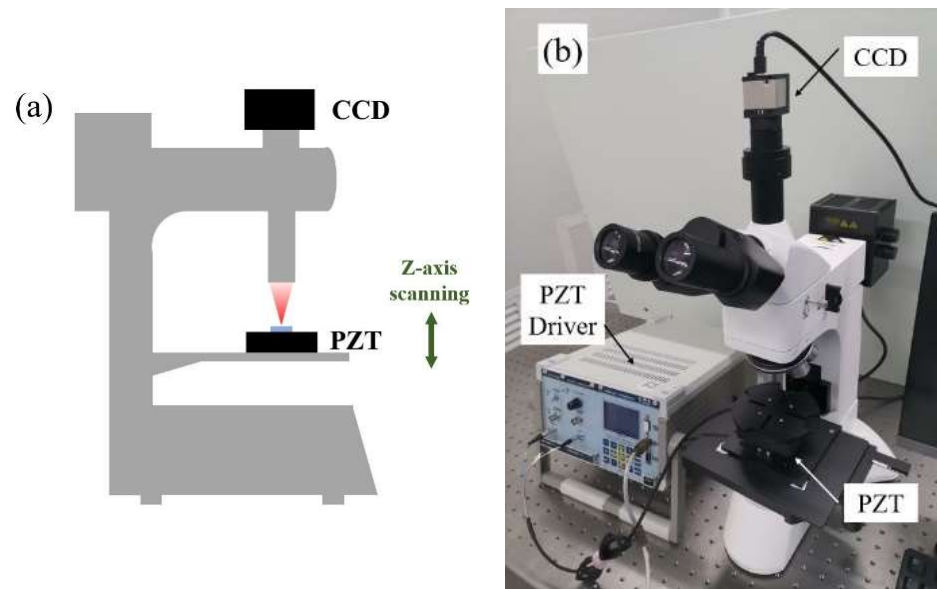 (a)
CCD
Z-axis
scanning
PZT
(b)
CCD
PZT
Driver
PZT